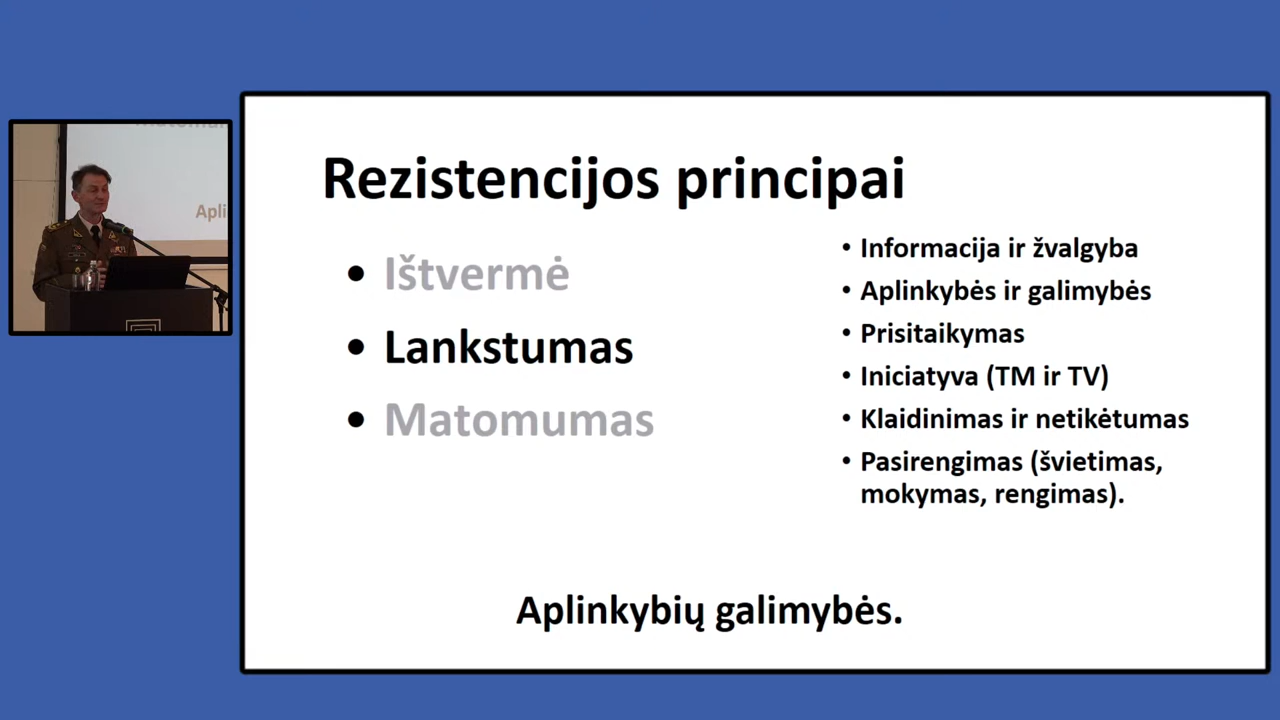 Rezistencijos principai
• Ištvermė
• Lankstumas
• Matomumas
• Informacija ir žvalgyba
• Aplinkybės ir galimybės
• Prisitaikymas
• Iniciatyva (TM ir TV)
• Klaidinimas ir netikėtumas
• Pasirengimas (švietimas,
mokymas, rengimas).
Aplinkybių galimybės.
Apli